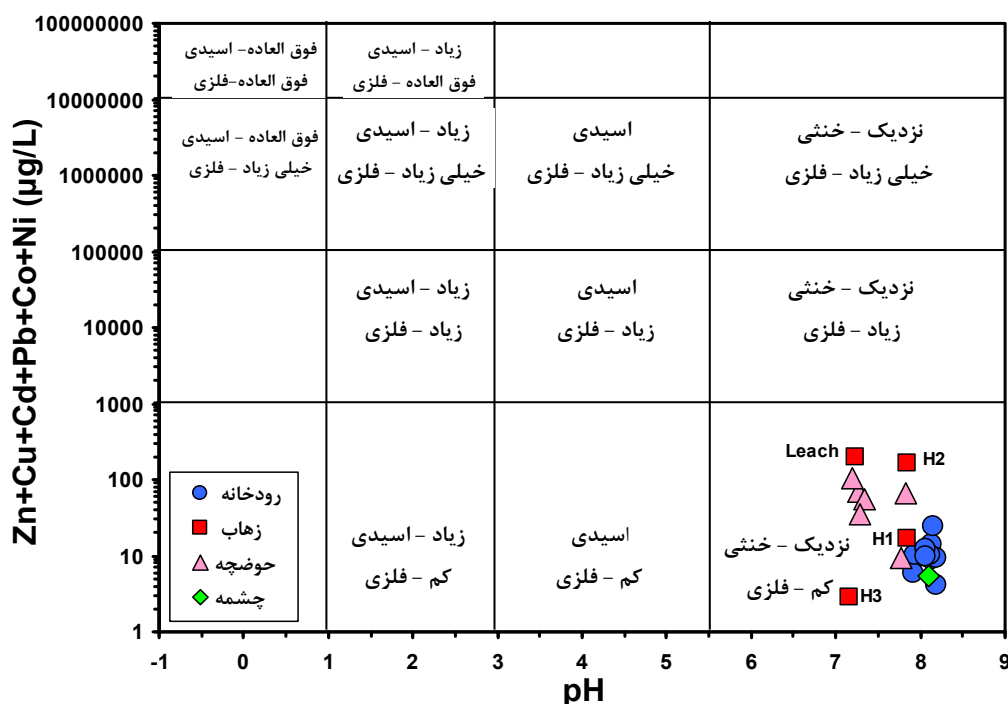 Zn+Cu+Cd+Pb+Co+Ni (µg/L)
100000000
10000000
1000000
100000
10000
1000
100
10
1
فوق العاده- اسیدی
فوق العاده-فلزی
زیاد - اسیدی
فوق العاده - فلزی
فوق العاده - اسیدی
خیلی زیاد - فلزی
زیاد - اسیدی
خیلی زیاد - فلزی
اسیدی
خیلی زیاد - فلزی
نزدیک - خنثی
خیلی زیاد - فلزی
زیاد - اسیدی
زیاد - فلزی
اسیدی
زیاد - فلزی
نزدیک - خنثی
زیاد - فلزی
زیاد - اسیدی
کم - فلزی
اسیدی
کم - فلزی
نزدیک - خنثی
کم - فلزی
Leach
H2
H1
H3
رودخانه
زهاب
حوضچه
چشمه
-1 0 1 2 3 4 5 6 7 8 9
pH